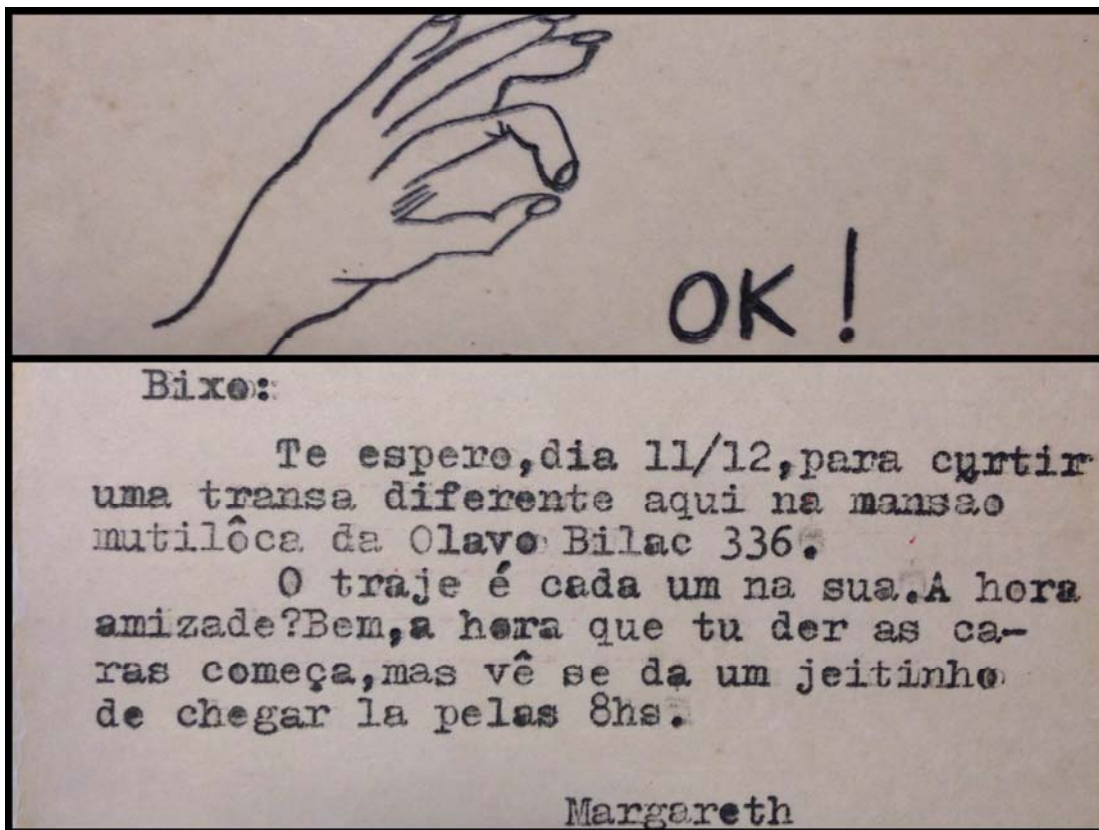 OK!
Bixo:
Te espero,dia 11/12,para curtir
uma transa diferente aqui na mansao
mutilôca da Olavo Bilac 336.
O traje é cada um na sua.A hora
amizade?Bem,a hora que tu der as ca-
ras começa,mas vê se da um jeitinho
de chegar la pelas 8hs.
Margareth